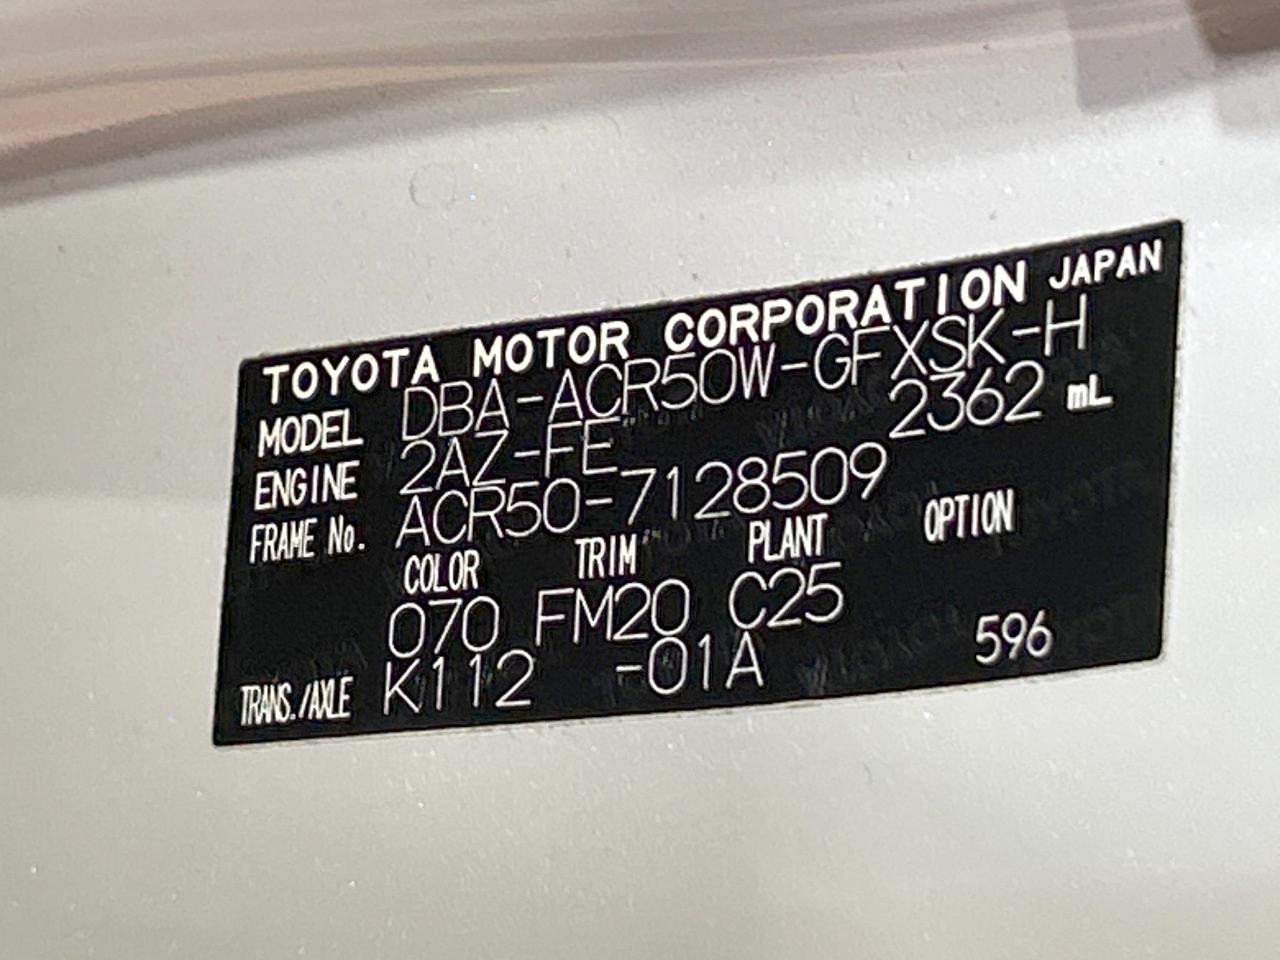 TOYOTA MOTOR CORPORATION JAPAN
MODEL DBA-ACR50W-GFXSK-H
ENGINE 2AZ-FE 2362 mL
FRAME No. ACR50-7128509
COLOR TRIM PLANT OPTION
070 FM20 C25
TRANS./AXLE K112 -01A 596